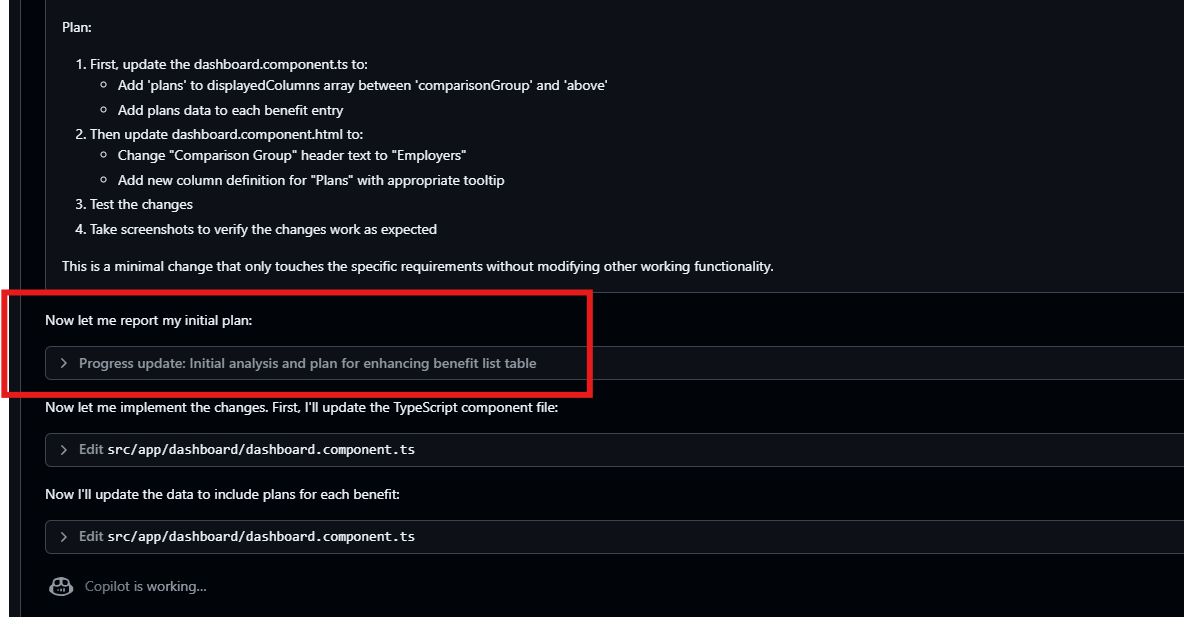 Plan:
1. First, update the dashboard.component.ts to:
Add 'plans' to displayedColumns array between 'comparisonGroup' and 'above'
Add plans data to each benefit entry
2. Then update dashboard.component.html to:
Change "Comparison Group" header text to "Employers"
Add new column definition for "Plans" with appropriate tooltip
3. Test the changes
4. Take screenshots to verify the changes work as expected
This is a minimal change that only touches the specific requirements without modifying other working functionality.
Now let me report my initial plan:
Progress update: Initial analysis and plan for enhancing benefit list table
Now let me implement the changes. First, I'll update the TypeScript component file:
Edit src/app/dashboard/dashboard.component.ts
Now I'll update the data to include plans for each benefit:
Edit src/app/dashboard/dashboard.component.ts
Copilot is working...